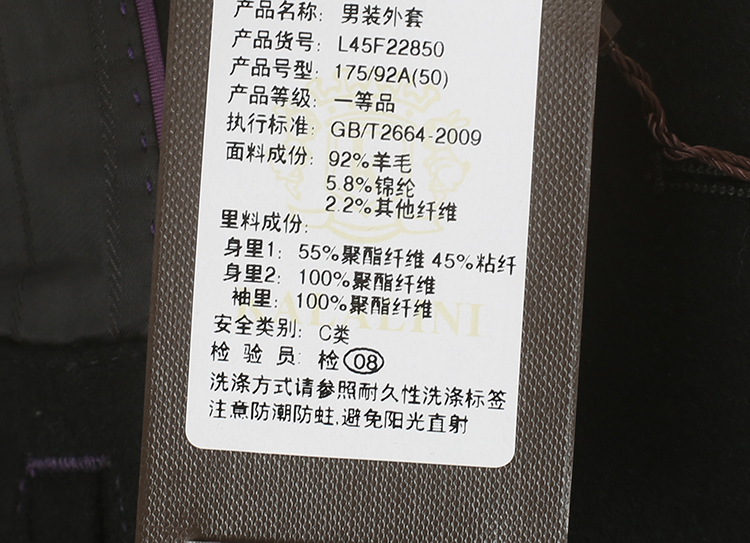 产品名称: 男装外套
产品货号: L45F22850
产品号型: 175/92A(50)
产品等级: 一等品
执行标准: GB/T2664-2009
面料成份: 92%羊毛
5.8%锦纶
2.2%其他纤维
里料成份:
身里1: 55%聚酯纤维 45%粘纤
身里2: 100%聚酯纤维
袖里: 100%聚酯纤维
安全类别: C类
检 验 员: 检 08
洗涤方式请参照耐久性洗涤标签
注意防潮防蛀,避免阳光直射